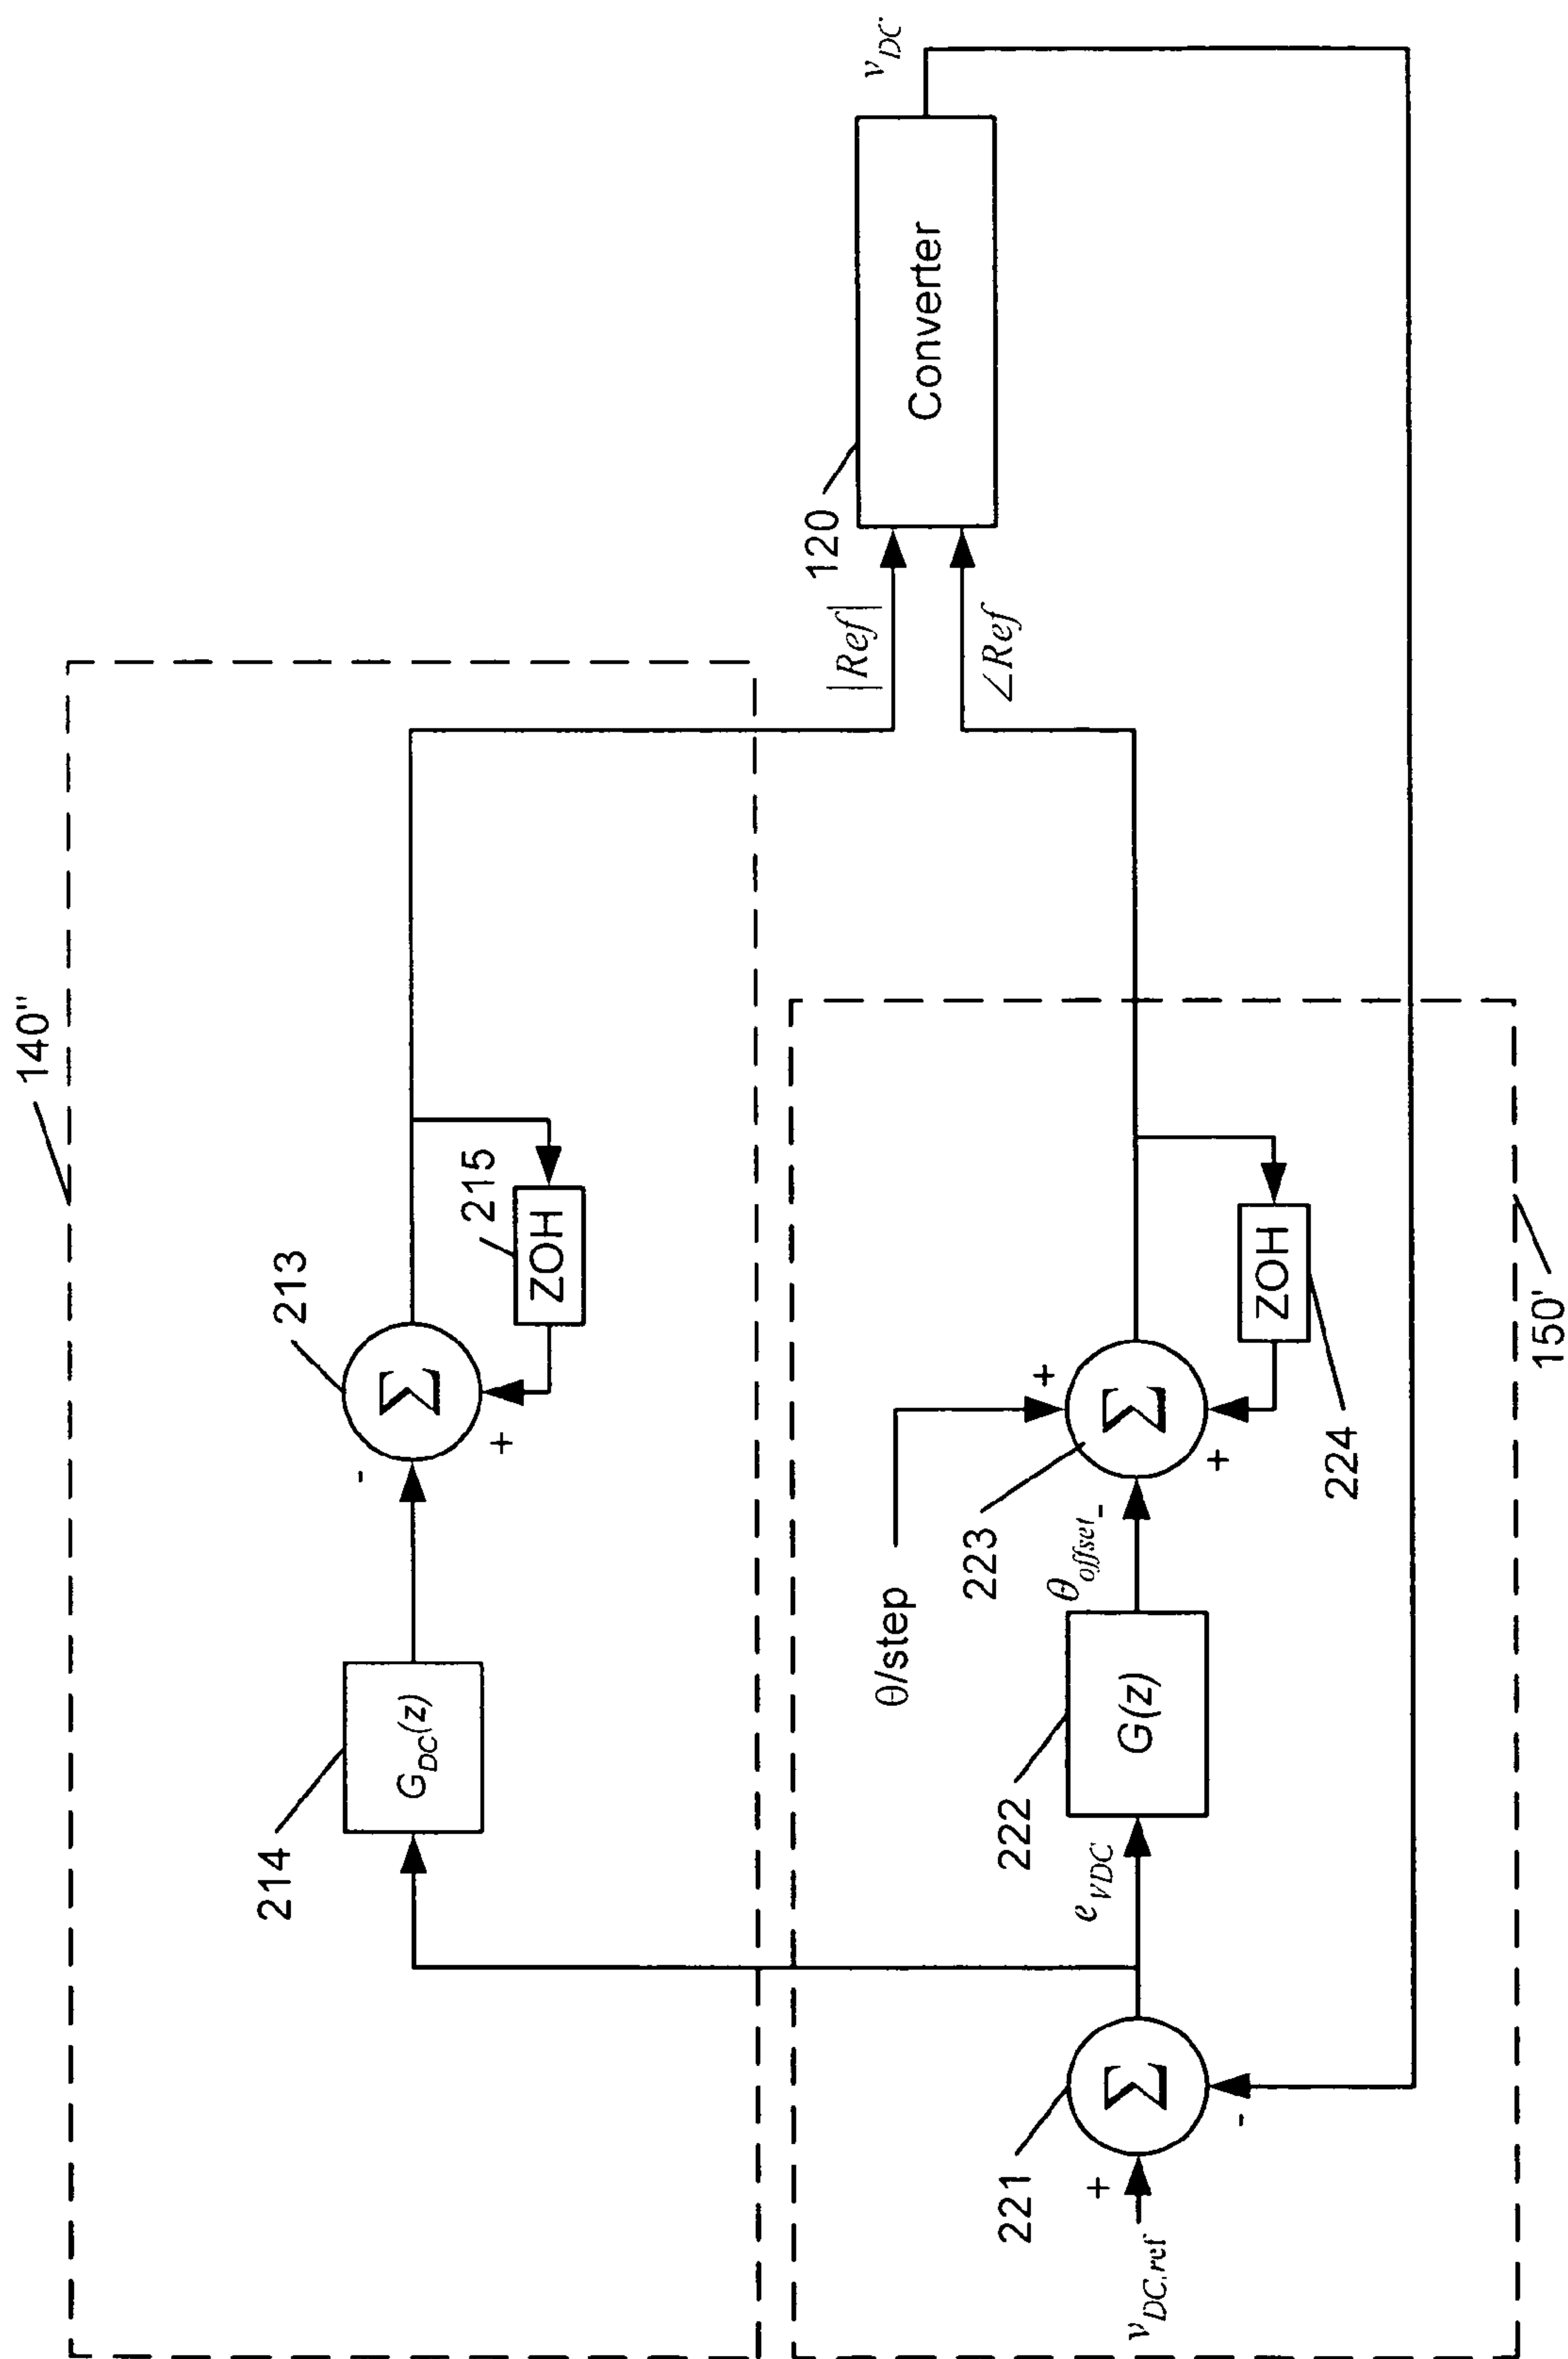 140"
213
Σ
-
+
215
ZOH
214
G_DC(z)
120
Converter
v_DC
|Ref|
∠Ref
θ/step
223
+
Σ
+
-
θ_offset
224
ZOH
222
G(z)
e_VDC
221
Σ
+
-
v_DC.ref
150'